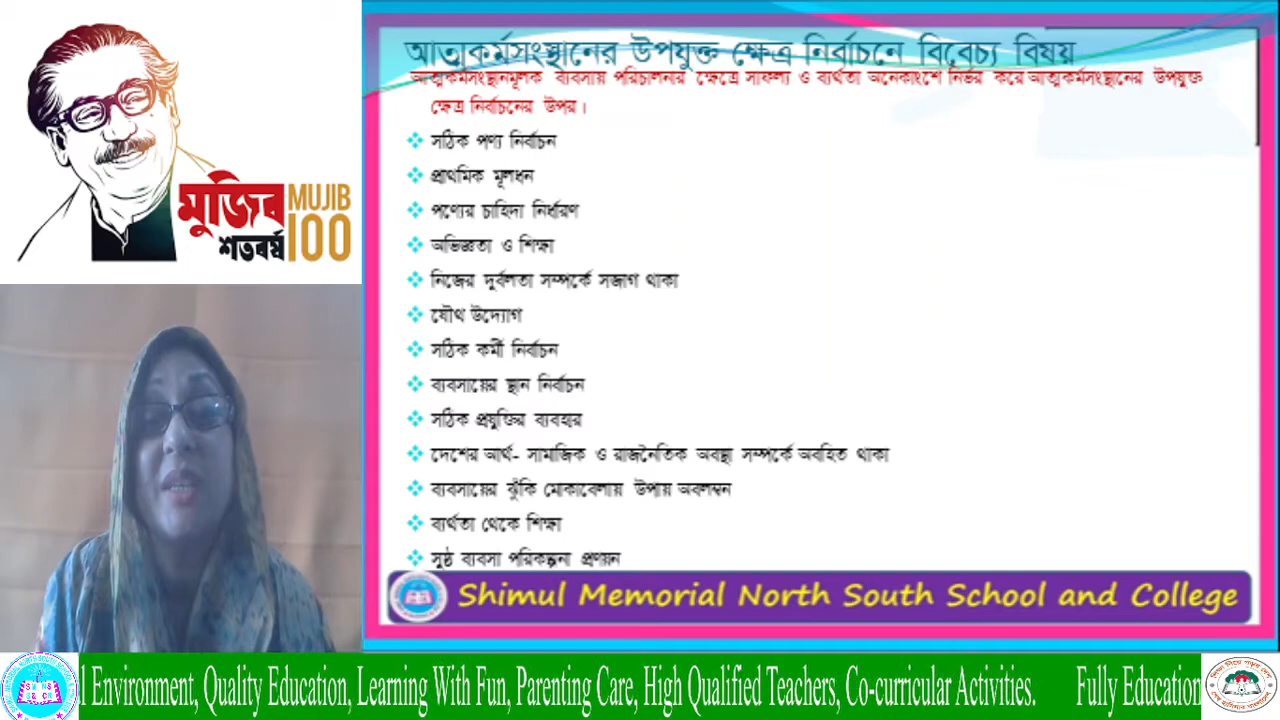 আত্মকর্মসংস্থানের উপযুক্ত ক্ষেত্র নির্বাচনে বিবেচ্য বিষয়
আত্মকর্মসংস্থানমূলক ব্যবসায় পরিচালনার ক্ষেত্রে সাফল্য ও ব্যর্থতা অনেকাংশে নির্ভর করে আত্মকর্মসংস্থানের উপযুক্ত
ক্ষেত্র নির্বাচনের উপর।
সঠিক পণ্য নির্বাচন
প্রাথমিক মূলধন
পণ্যের চাহিদা নির্ধারণ
অভিজ্ঞতা ও শিক্ষা
নিজের দুর্বলতা সম্পর্কে সজাগ থাকা
যৌথ উদ্যোগ
সঠিক কর্মী নির্বাচন
ব্যবসায়ের স্থান নির্বাচন
সঠিক প্রযুক্তির ব্যবহার
দেশের আর্থ- সামাজিক ও রাজনৈতিক অবস্থা সম্পর্কে অবহিত থাকা
ব্যবসায়ের ঝুঁকি মোকাবেলায় উপায় অবলম্বন
ব্যর্থতা থেকে শিক্ষা
সুষ্ঠ ব্যবসা পরিকল্পনা প্রণয়ন
Shimul Memorial North South School and College
মুজিব
শতবর্ষ
MUJIB
100
l Environment, Quality Education, Learning With Fun, Parenting Care, High Qualified Teachers, Co-curricular Activities. Fully Education